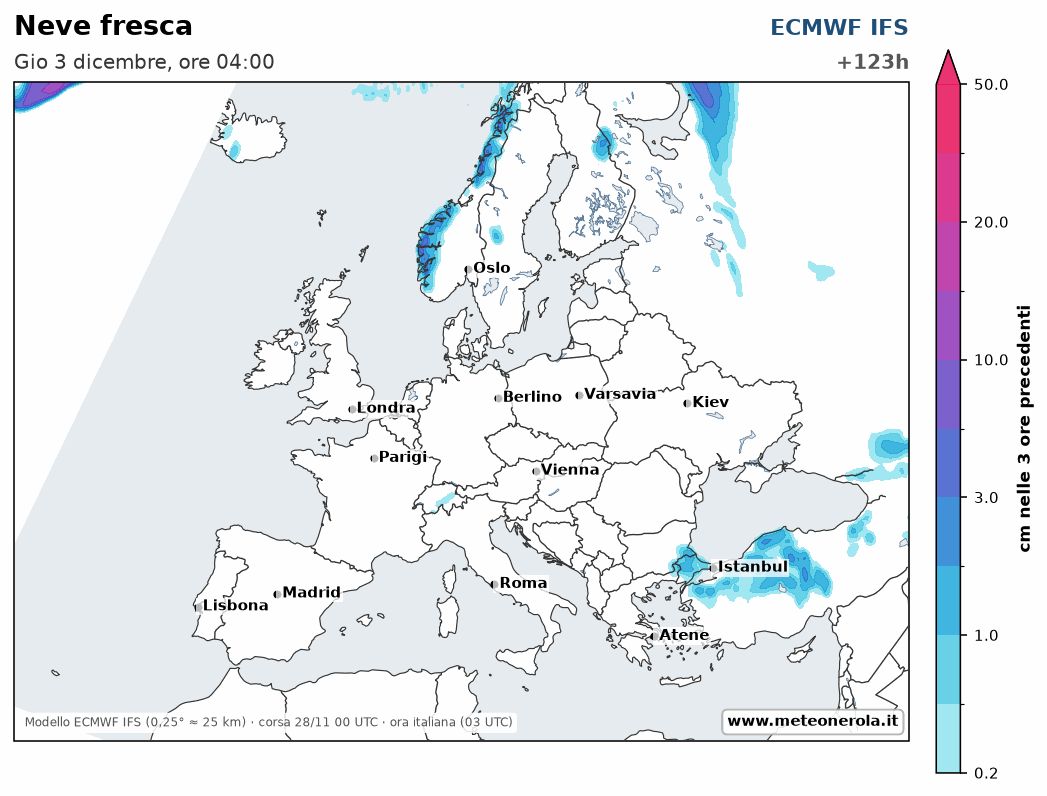 Neve fresca
ECMWF IFS
Gio 3 dicembre, ore 04:00
+123h
50.0
20.0
10.0
3.0
1.0
0.2
cm nelle 3 ore precedenti
Oslo
Berlino
Varsavia
Kiev
Londra
Parigi
Vienna
Istanbul
Roma
Madrid
Lisbona
Atene
Modello ECMWF IFS (0,25° ≈ 25 km) · corsa 28/11 00 UTC · ora italiana (03 UTC)
www.meteonerola.it